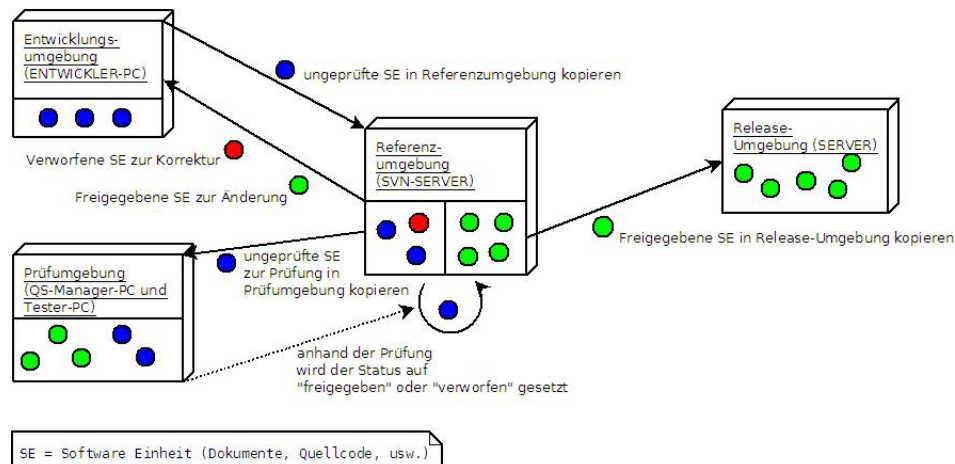 Entwicklungs-
umgebung
(ENTWICKLER-PC)
ungeprüfte SE in Referenzumgebung kopieren
Verworfene SE zur Korrektur
Freigegebene SE zur Änderung
Referenz-
umgebung
(SVN-SERVER)
Release-
Umgebung (SERVER)
Freigegebene SE in Release-Umgebung kopieren
ungeprüfte SE
zur Prüfung in
Prüfumgebung kopieren
Prüfumgebung
(QS-Manager-PC und
Tester-PC)
anhand der Prüfung
wird der Status auf
"freigegeben" oder "verworfen" gesetzt
SE = Software Einheit (Dokumente, Quellcode, usw.)